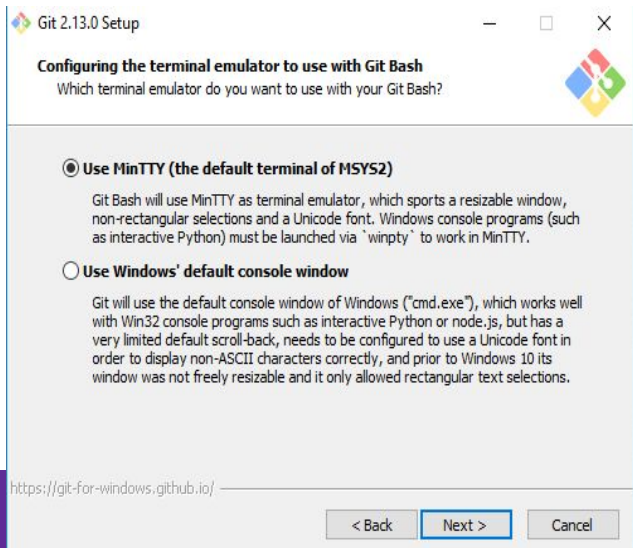 Git 2.13.0 Setup
Configuring the terminal emulator to use with Git Bash
Which terminal emulator do you want to use with your Git Bash?
Use MinTTY (the default terminal of MSYS2)
Git Bash will use MinTTY as terminal emulator, which sports a resizable window,
non-rectangular selections and a Unicode font. Windows console programs (such
as interactive Python) must be launched via `winpty` to work in MinTTY.
Use Windows' default console window
Git will use the default console window of Windows ("cmd.exe"), which works well
with Win32 console programs such as interactive Python or node.js, but has a
very limited default scroll-back, needs to be configured to use a Unicode font in
order to display non-ASCII characters correctly, and prior to Windows 10 its
window was not freely resizable and it only allowed rectangular text selections.
https://git-for-windows.github.io/
< Back Next > Cancel